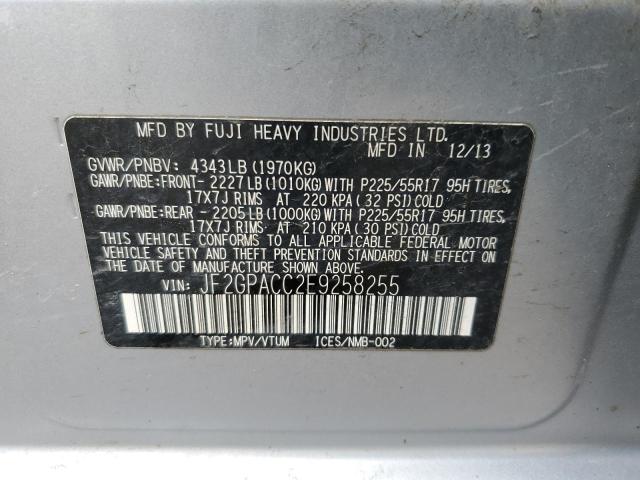 MFD BY FUJI HEAVY INDUSTRIES LTD.
MFD IN 12/13
GVWR/PNBV: 4343LB (1970KG)
GAWR/PNBE:FRONT- 2227LB (1010KG) WITH P225/55R17 95H TIRES,
17X7J RIMS AT 220 KPA (32 PSI) COLD
GAWR/PNBE:REAR - 2205LB (1000KG) WITH P225/55R17 95H TIRES,
17X7J RIMS AT 210 KPA (30 PSI) COLD
THIS VEHICLE CONFORMS TO ALL APPLICABLE FEDERAL MOTOR
VEHICLE SAFETY AND THEFT PREVENTION STANDARDS IN EFFECT ON
THE DATE OF MANUFACTURE SHOWN ABOVE.
VIN: JF2GPACC2E9258255
TYPE:MPV/VTUM ICES/NMB-002